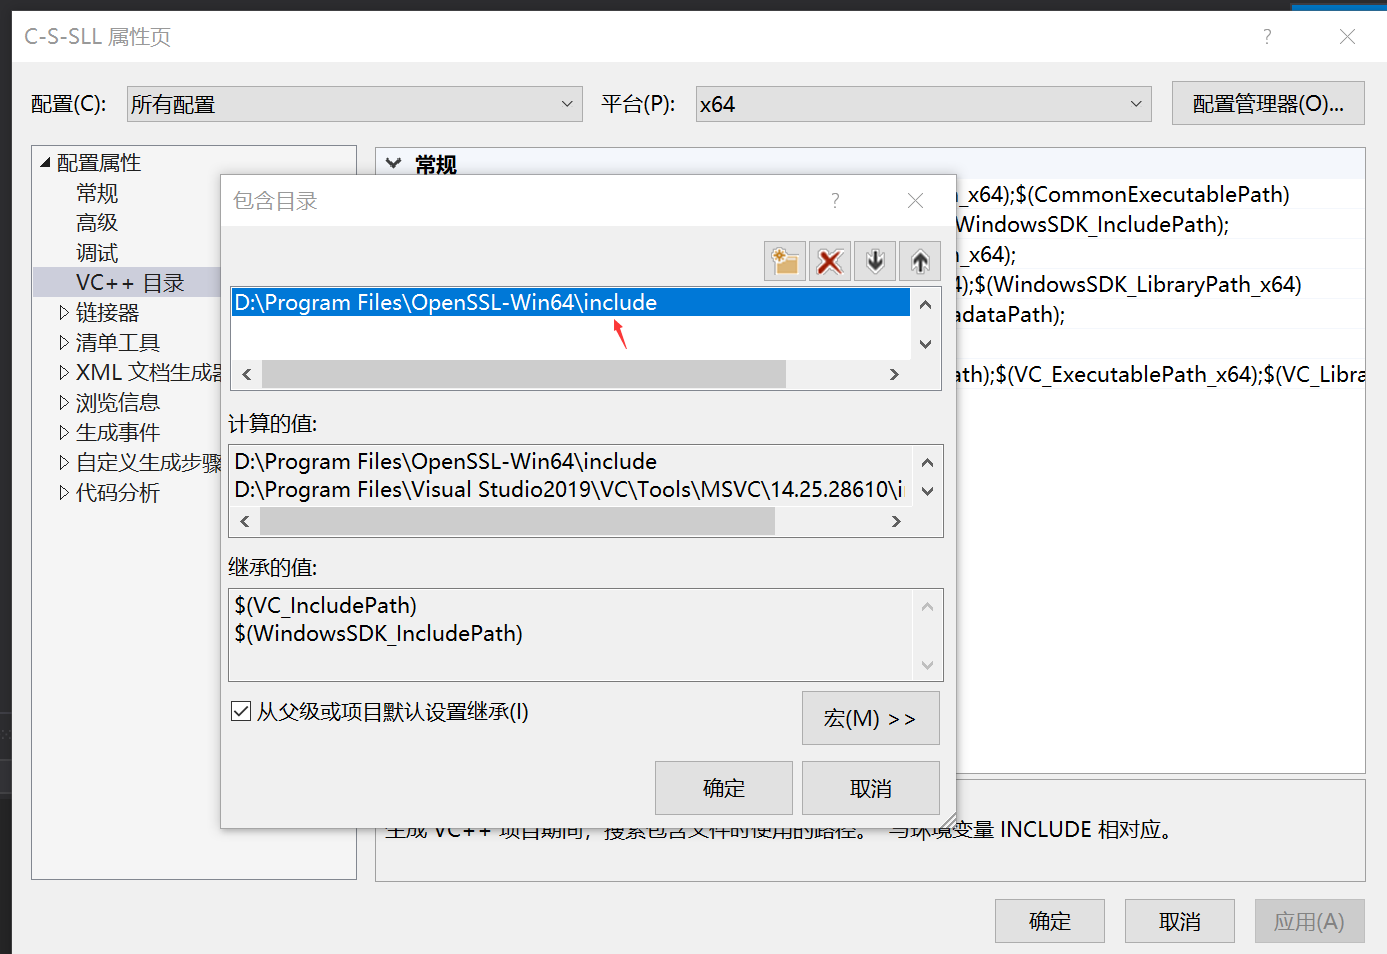 C-S-SLL 属性页
配置(C):
所有配置
平台(P):
x64
配置管理器(O)...
配置属性
常规
高级
调试
VC++ 目录
链接器
清单工具
XML 文档生成器
浏览信息
生成事件
自定义生成步骤
代码分析
常规
_x64);$(CommonExecutablePath)
WindowsSDK_IncludePath);
_x64);
);$(WindowsSDK_LibraryPath_x64)
adataPath);
ath);$(VC_ExecutablePath_x64);$(VC_Libra
包含目录
D:\Program Files\OpenSSL-Win64\include
计算的值:
D:\Program Files\OpenSSL-Win64\include
D:\Program Files\Visual Studio2019\VC\Tools\MSVC\14.25.28610\i
继承的值:
$(VC_IncludePath)
$(WindowsSDK_IncludePath)
从父级或项目默认设置继承(I)
宏(M) >>
确定
取消
生成 VC++ 项目期间，搜索包含文件时使用的路径。 与环境变量 INCLUDE 相对应。
确定
取消
应用(A)